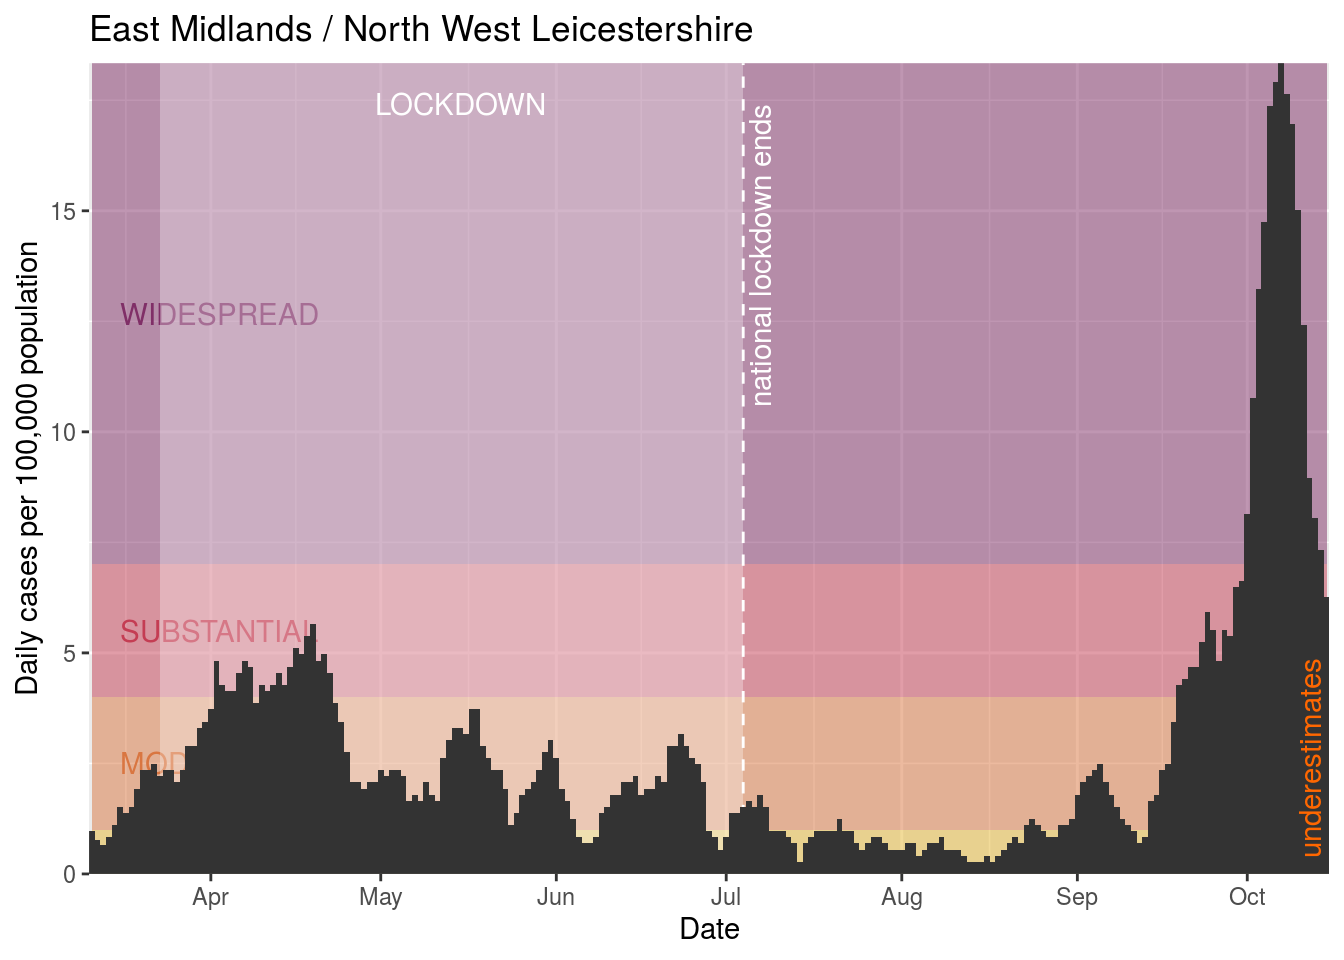 East Midlands / North West Leicestershire
Daily cases per 100,000 population
15
10
5
0
LOCKDOWN
national lockdown ends
WIDESPREAD
SUBSTANTIAL
MOD
underestimates
Apr
May
Jun
Jul
Aug
Sep
Oct
Date